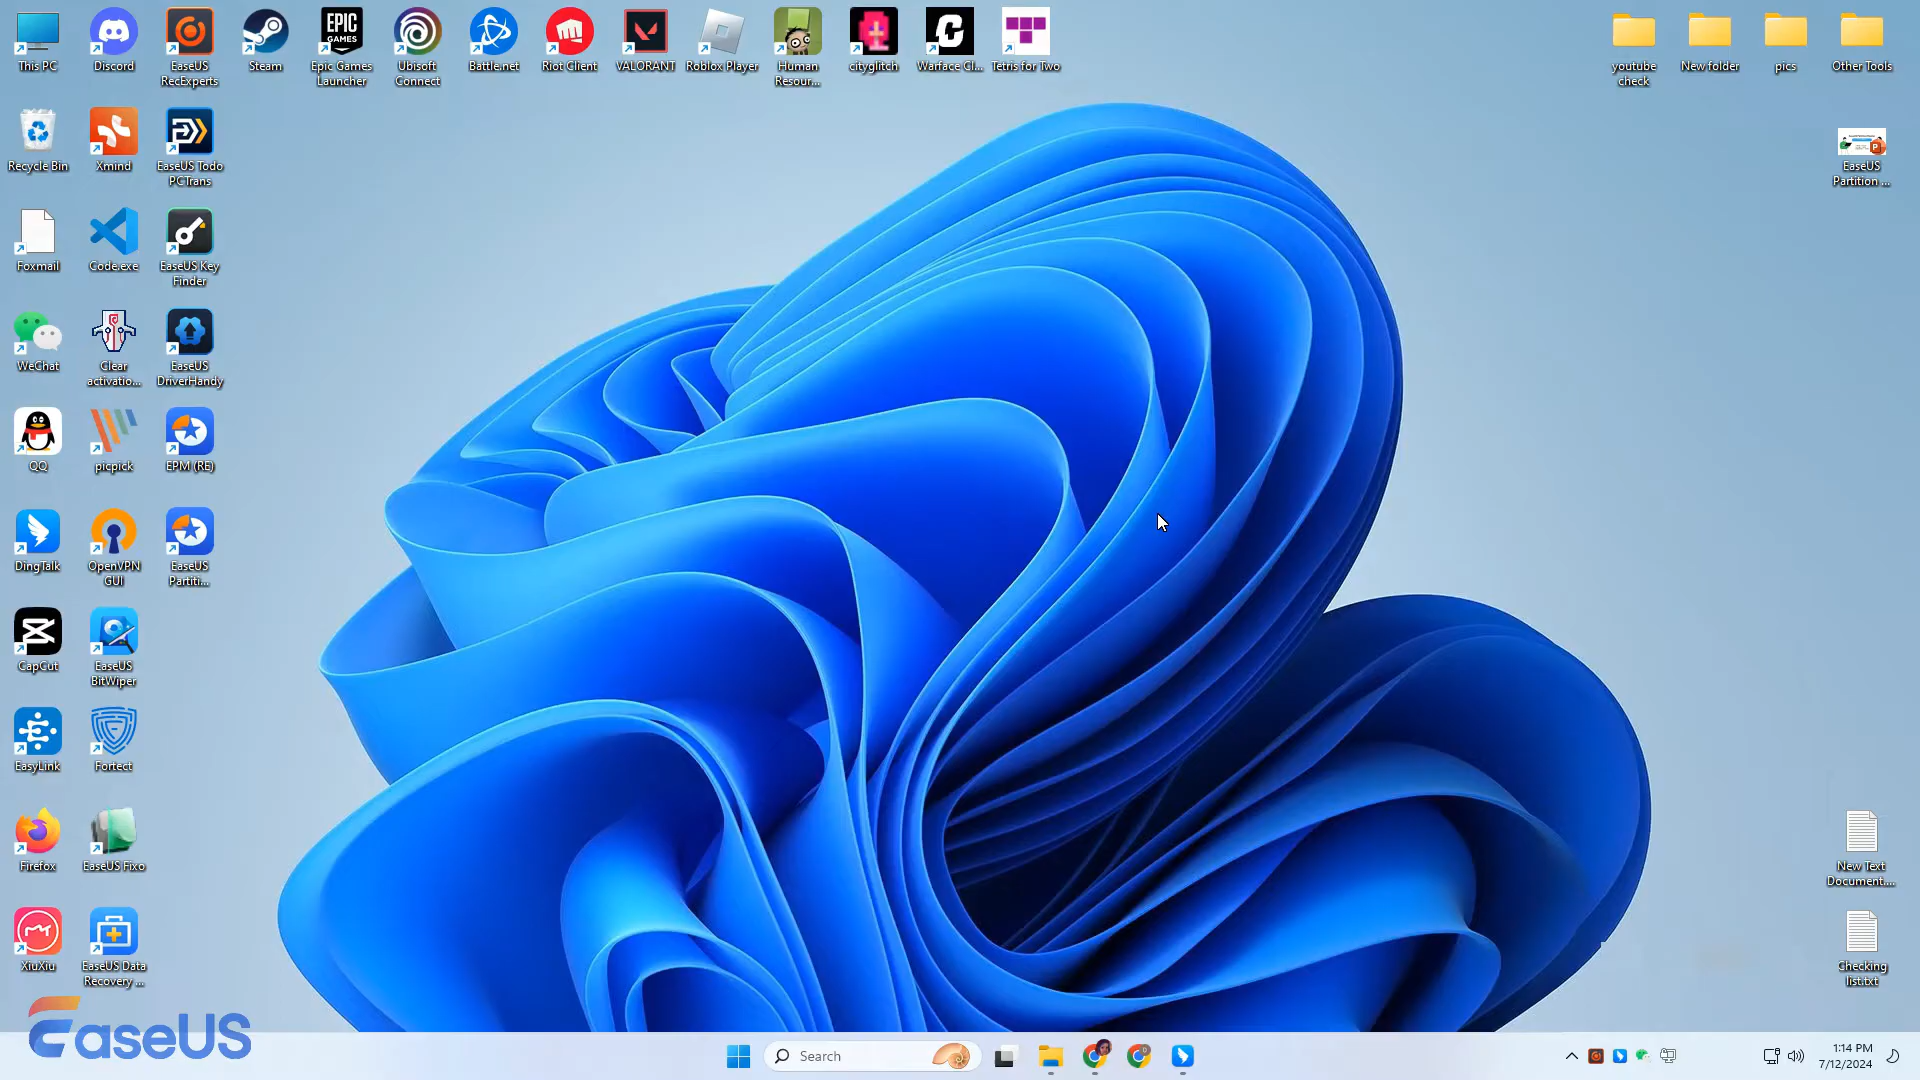 This PC
Discord
EaseUS
RecExperts
Steam
EPIC
GAMES
Epic Games
Launcher
Ubisoft
Connect
Battle.net
Riot Client
VALORANT
Roblox Player
Human
Resour...
cityglitch
Warface Cl...
Tetris for Two
youtube
check
New folder
pics
Other Tools
Recycle Bin
Xmind
EaseUS Todo
PCTrans
EaseUS
Partition ...
Foxmail
Code.exe
EaseUS Key
Finder
WeChat
Clear
activatio...
EaseUS
DriverHandy
QQ
picpick
EPM (RE)
DingTalk
OpenVPN
GUI
EaseUS
Partiti...
CapCut
EaseUS
BitWiper
EasyLink
Fortect
Firefox
EaseUS Fixo
New Text
Document....
XiuXiu
EaseUS Data
Recovery ...
Checking
list.txt
EaseUS
Search
1:14 PM
7/12/2024